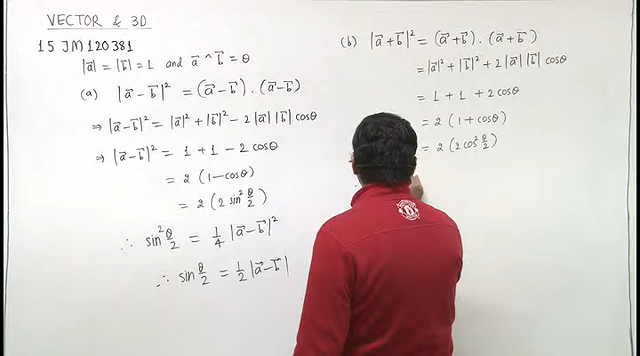 VECTOR & 3D
15 JM120381
|a⃗| = |b⃗| = 1 and a⃗ ^ b⃗ = θ
(a) |a⃗ - b⃗|² = (a⃗ - b⃗) . (a⃗ - b⃗)
⇒ |a⃗ - b⃗|² = |a⃗|² + |b⃗|² - 2|a⃗| |b⃗| cosθ
⇒ |a⃗ - b⃗|² = 1 + 1 - 2 cosθ
= 2 (1 - cosθ)
= 2 (2 sin² θ/2)
∴ sin² θ/2 = 1/4 |a⃗ - b⃗|²
∴ sin θ/2 = 1/2 |a⃗ - b⃗|
(b) |a⃗ + b⃗|² = (a⃗ + b⃗) . (a⃗ + b⃗)
= |a⃗|² + |b⃗|² + 2 |a⃗| |b⃗| cosθ
= 1 + 1 + 2 cosθ
= 2 (1 + cosθ)
= 2 (2 cos² θ/2)